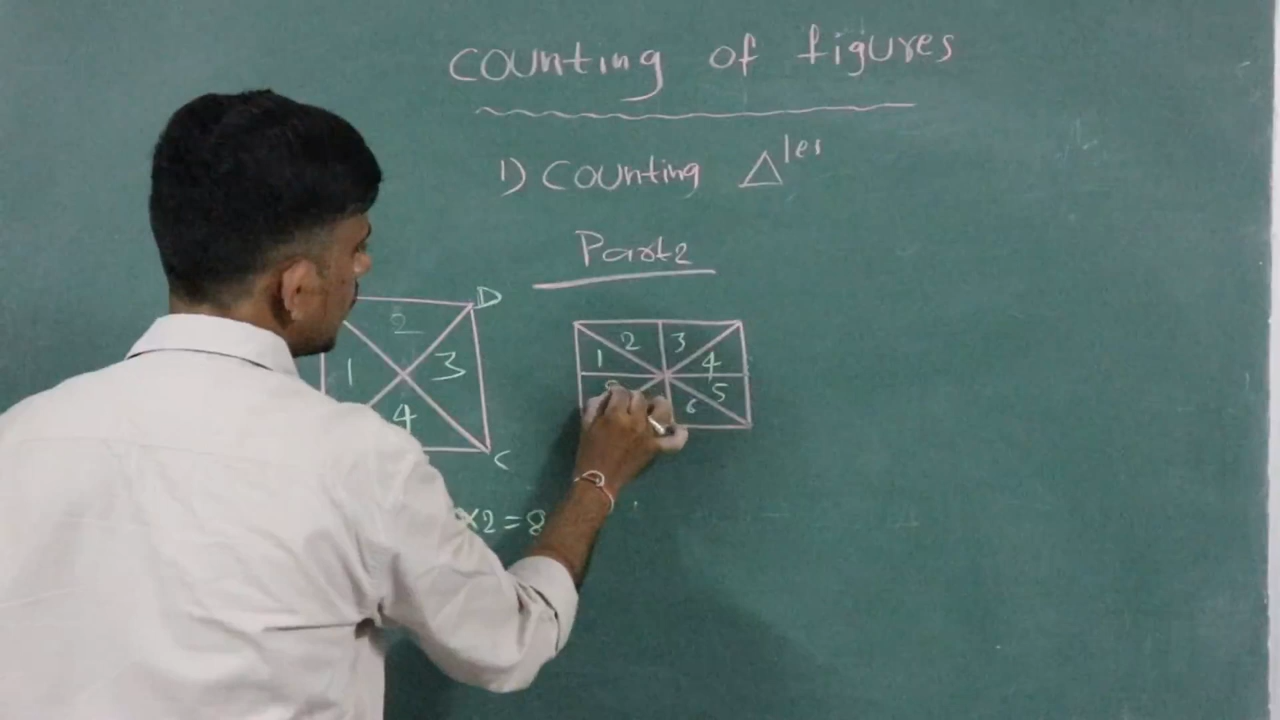 counting of figures
1) Counting △les
Part2
D
2
1
3
4
C
2 3
1 4
8 5
6
×2=8